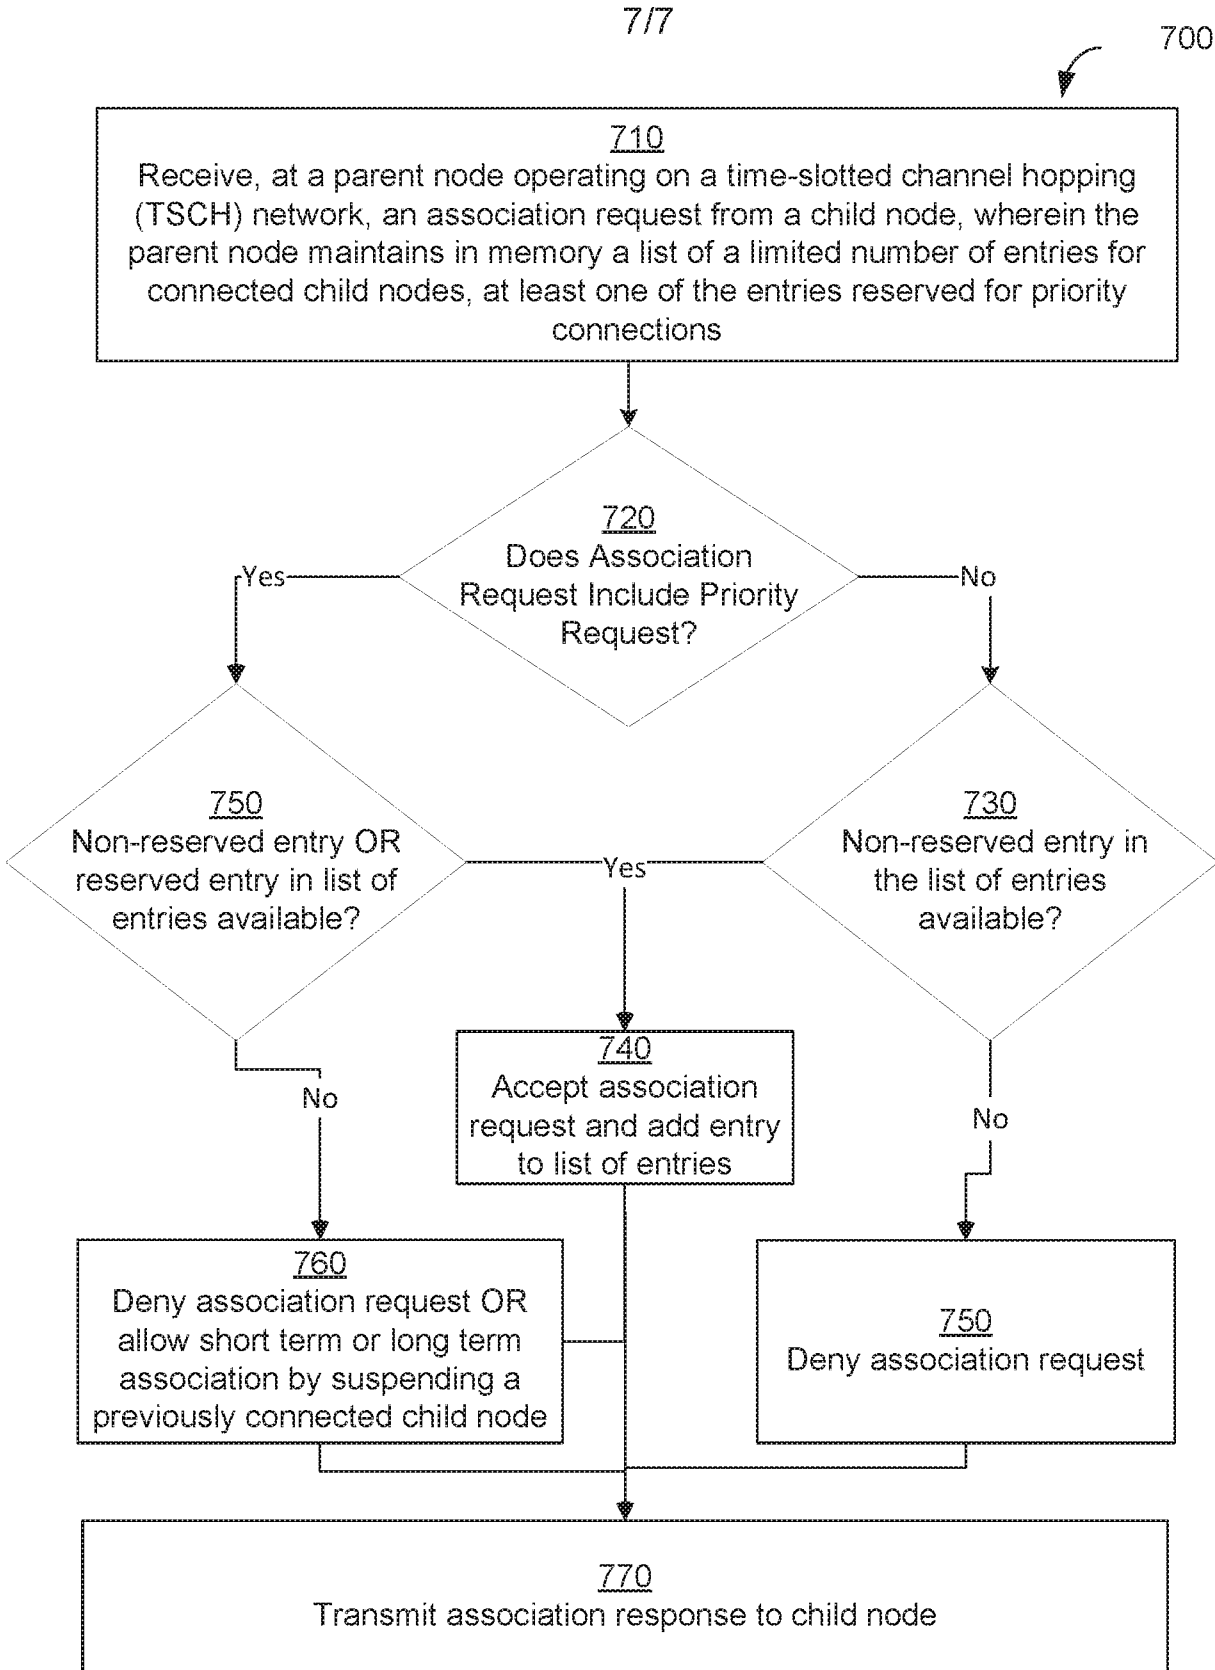 7/7
700
710
Receive, at a parent node operating on a time-slotted channel hopping
(TSCH) network, an association request from a child node, wherein the
parent node maintains in memory a list of a limited number of entries for
connected child nodes, at least one of the entries reserved for priority
connections
720
Does Association
Request Include Priority
Request?
Yes
No
750
Non-reserved entry OR
reserved entry in list of
entries available?
Yes
730
Non-reserved entry in
the list of entries
available?
No
740
Accept association
request and add entry
to list of entries
No
760
Deny association request OR
allow short term or long term
association by suspending a
previously connected child node
750
Deny association request
770
Transmit association response to child node